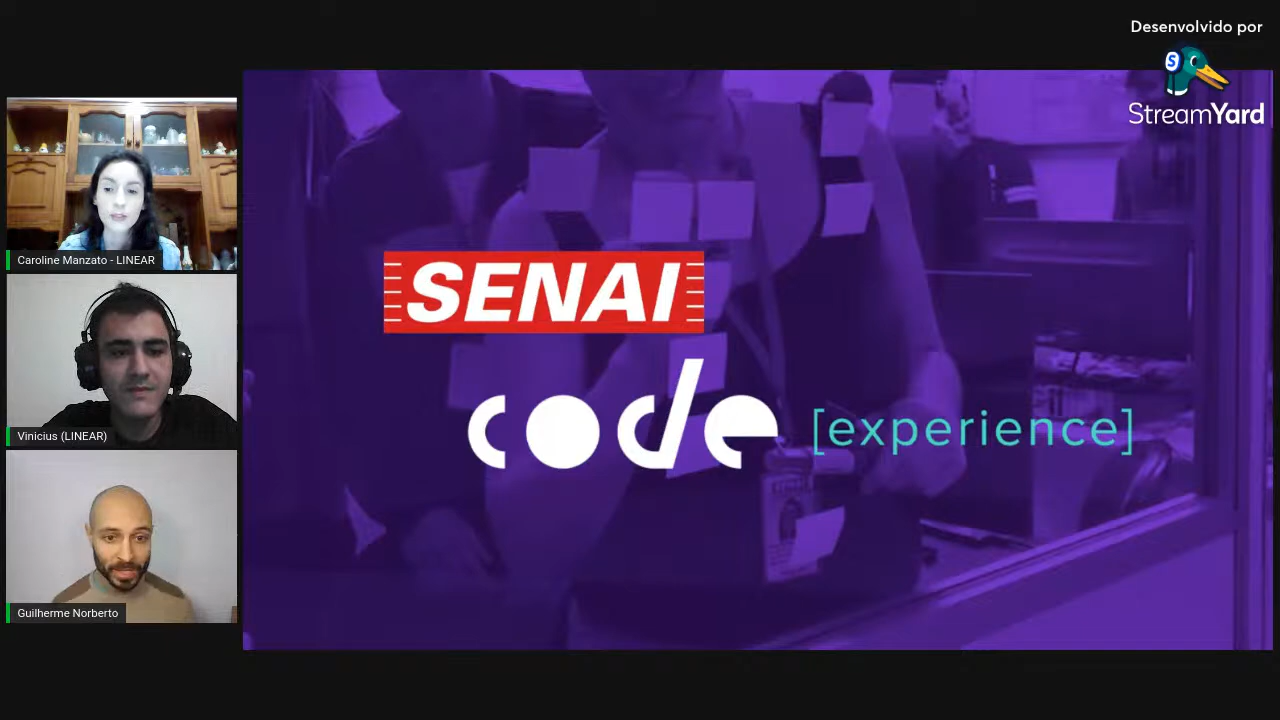 Desenvolvido por
StreamYard
Caroline Manzato - LINEAR
Vinicius (LINEAR)
Guilherme Norberto
SENAI
code [experience]